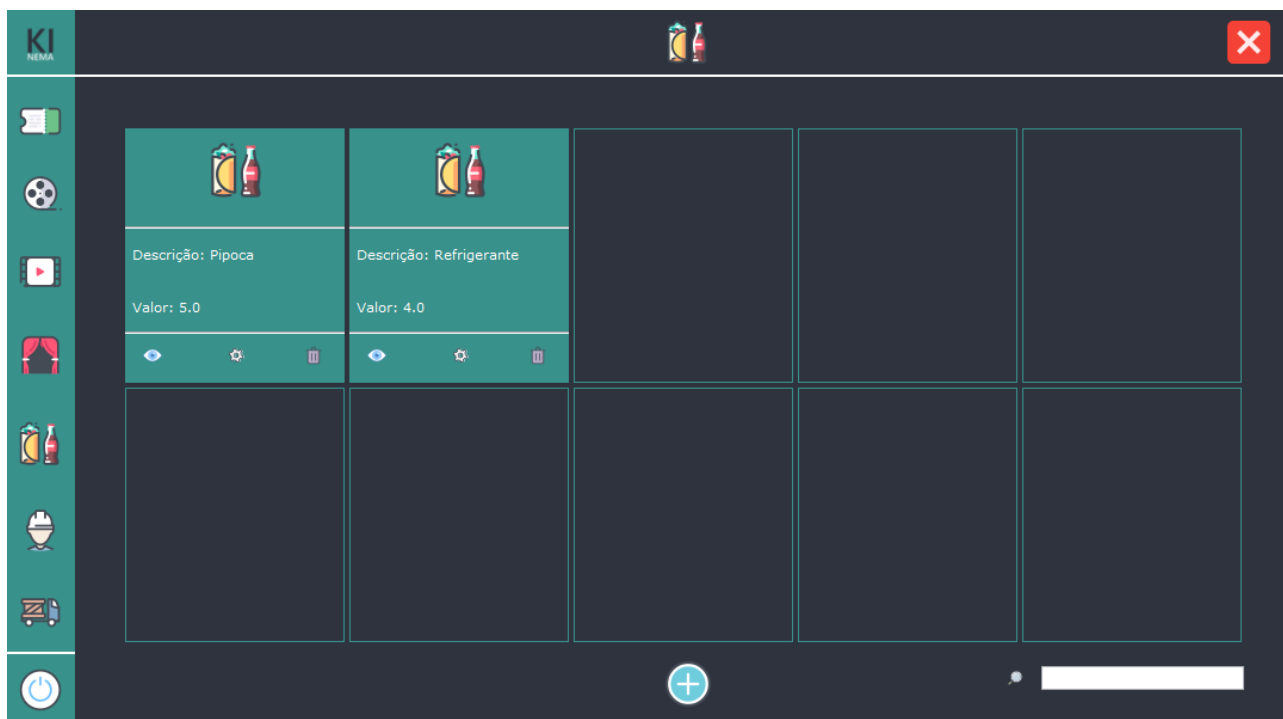 KI
NEMA
Descrição: Pipoca
Valor: 5.0
Descrição: Refrigerante
Valor: 4.0